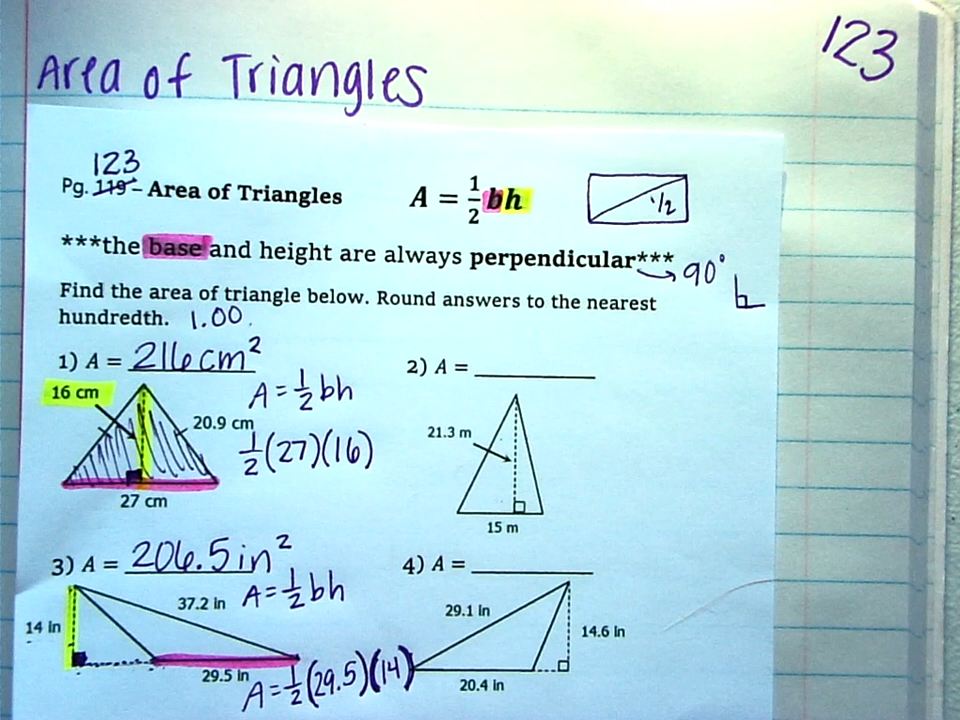 123
Area of Triangles
123
Pg. 119 - Area of Triangles
A = 1/2 bh
1/2
***the base and height are always perpendicular***
90°
b
Find the area of triangle below. Round answers to the nearest
hundredth. 1.00
1) A = 216 cm²
A = 1/2 bh
16 cm
20.9 cm
1/2 (27)(16)
27 cm
2) A = __________
21.3 m
15 m
3) A = 206.5 in²
37.2 in
A = 1/2 bh
14 in
29.5 in
A = 1/2 (29.5)(14)
4) A = __________
29.1 in
14.6 in
20.4 in